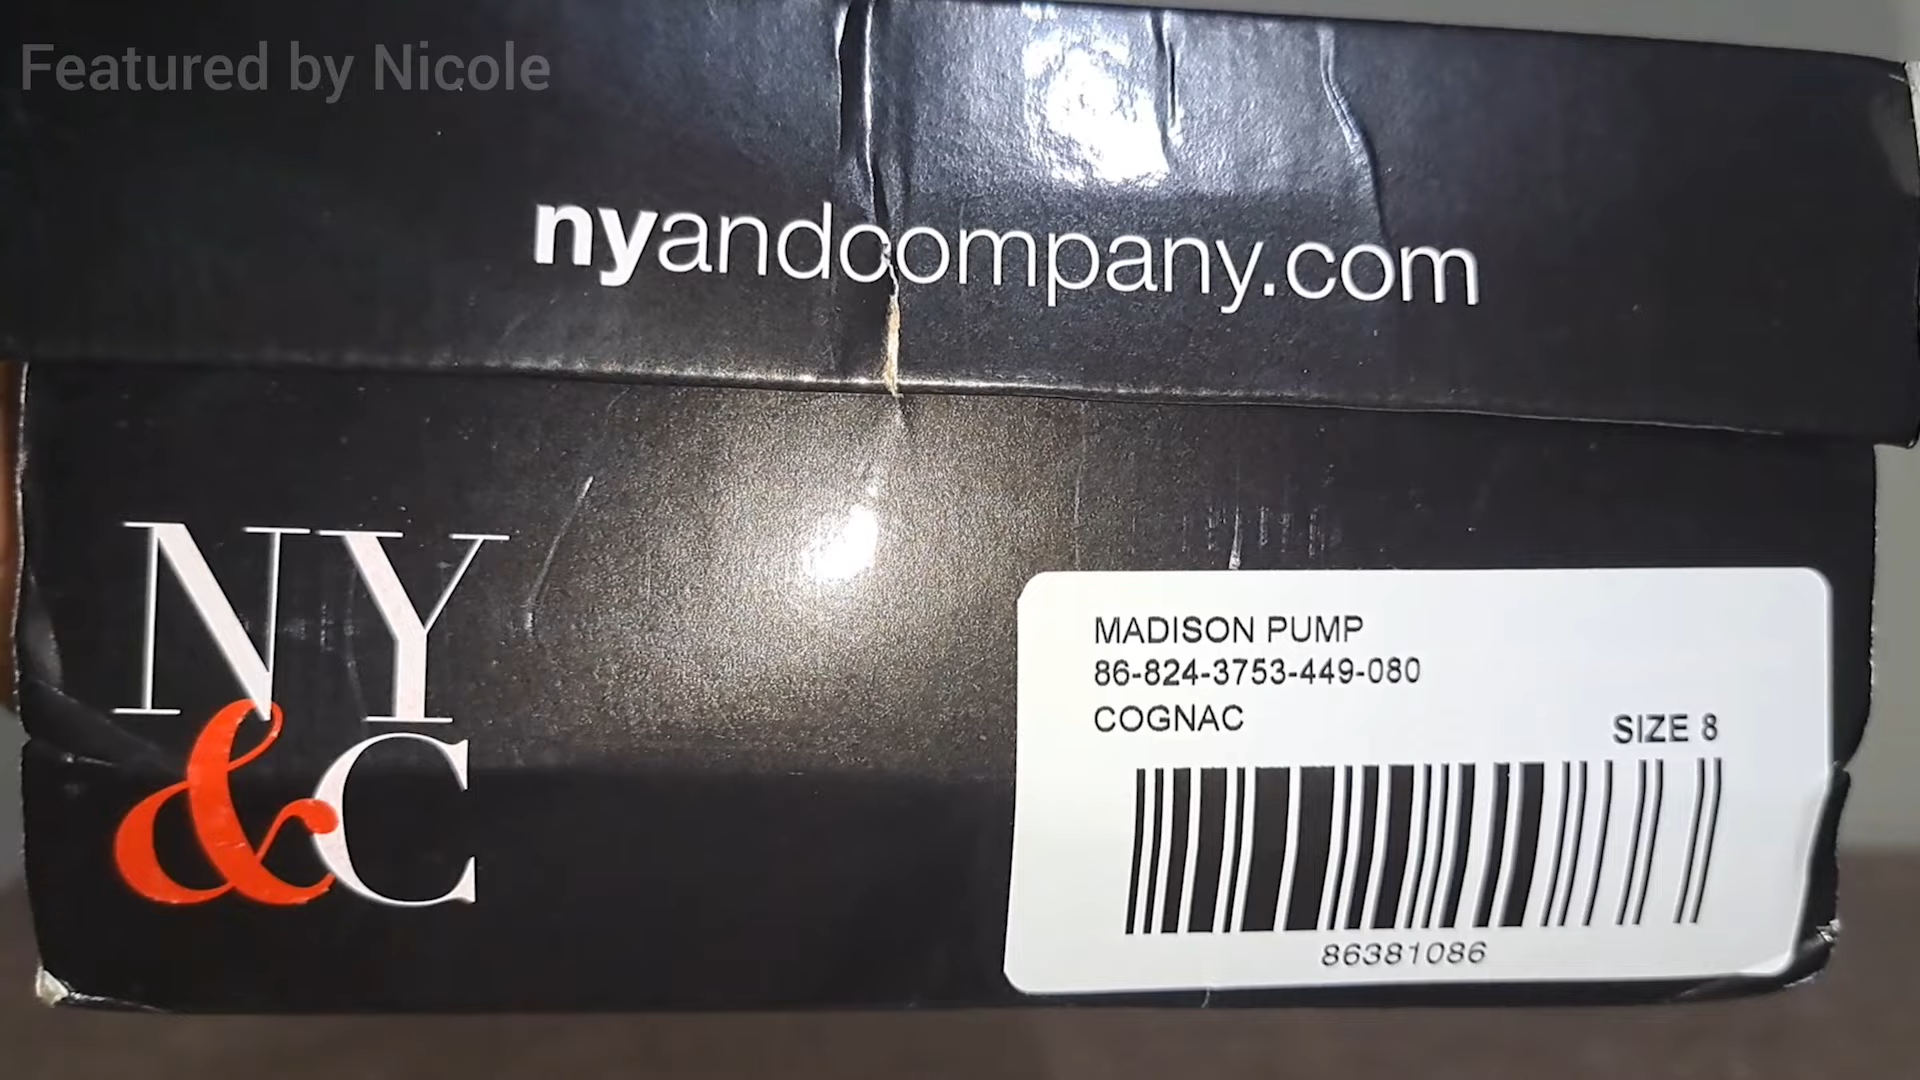 Featured by Nicole
nyandcompany.com
NY
&C
MADISON PUMP
86-824-3753-449-080
COGNAC
SIZE 8
86381086